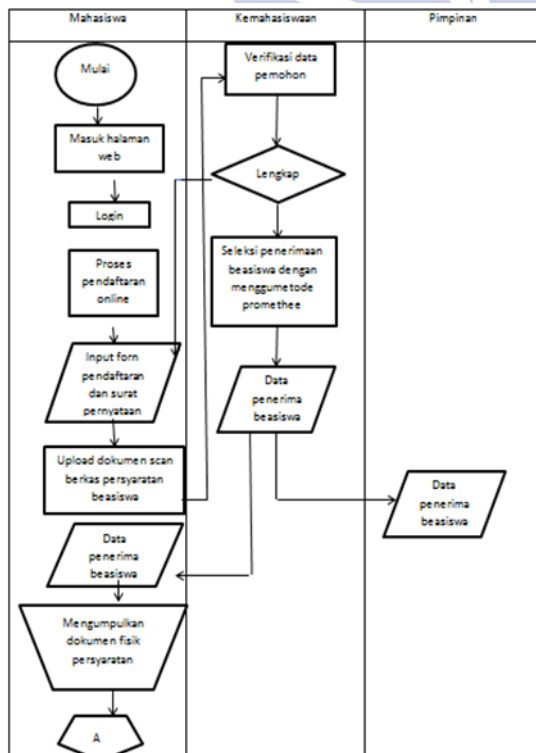 Mahasiswa
Kemahasiswaan
Pimpinan
Mulai
Masuk halaman
web
Login
Proses
pendaftaran
online
Input forn
pendaftaran
dan surat
pernyataan
Upload dokumen scan
berkas persyaratan
beasiswa
Data
penerima
beasiswa
Mengumpulkan
dokumen fisik
persyaratan
A
Verifikasi data
pemohon
Lengkap
Seleksi penerimaan
beasiswa dengan
menggumetode
promethee
Data
penerima
beasiswa
Data
penerima
beasiswa